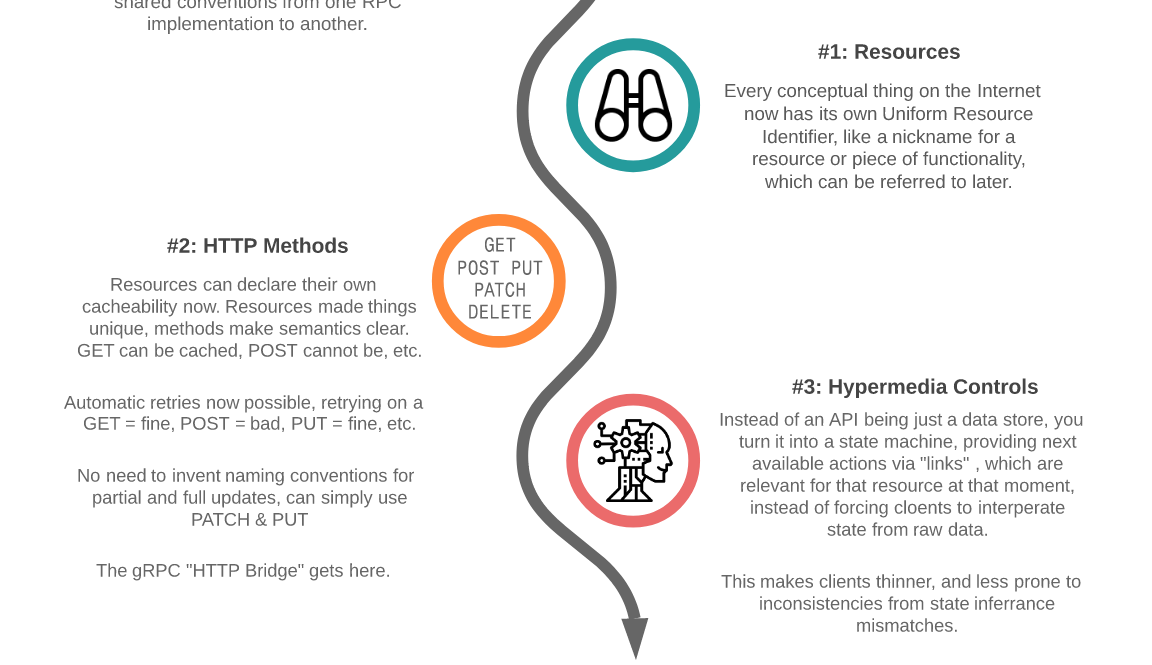 shared conventions from one RPC
implementation to another.
#1: Resources
Every conceptual thing on the Internet
now has its own Uniform Resource
Identifier, like a nickname for a
resource or piece of functionality,
which can be referred to later.
#2: HTTP Methods
Resources can declare their own
cacheability now. Resources made things
unique, methods make semantics clear.
GET can be cached, POST cannot be, etc.
Automatic retries now possible, retrying on a
GET = fine, POST = bad, PUT = fine, etc.
No need to invent naming conventions for
partial and full updates, can simply use
PATCH & PUT
The gRPC "HTTP Bridge" gets here.
GET
POST PUT
PATCH
DELETE
#3: Hypermedia Controls
Instead of an API being just a data store, you
turn it into a state machine, providing next
available actions via "links" , which are
relevant for that resource at that moment,
instead of forcing cloents to interperate
state from raw data.
This makes clients thinner, and less prone to
inconsistencies from state inferrance
mismatches.